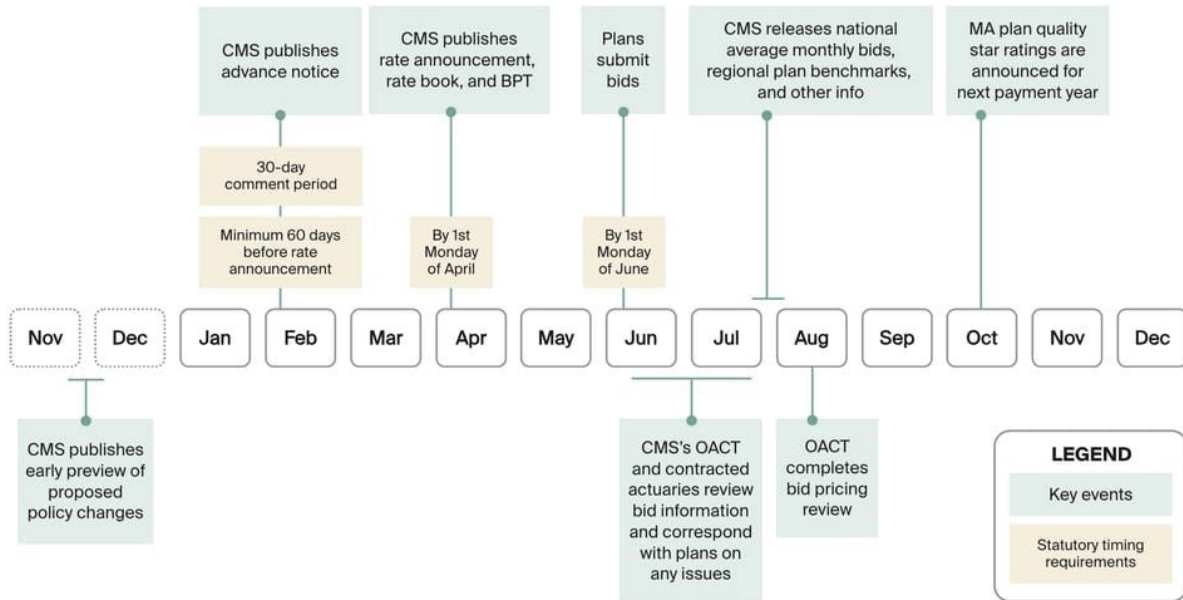 CMS publishes
advance notice
CMS publishes
rate announcement,
rate book, and BPT
Plans
submit
bids
CMS releases national
average monthly bids,
regional plan benchmarks,
and other info
MA plan quality
star ratings are
announced for
next payment year
30-day
comment period
Minimum 60 days
before rate
announcement
By 1st
Monday
of April
By 1st
Monday
of June
Nov
Dec
Jan
Feb
Mar
Apr
May
Jun
Jul
Aug
Sep
Oct
Nov
Dec
CMS publishes
early preview of
proposed
policy changes
CMS's OACT
and contracted
actuaries review
bid information
and correspond
with plans on
any issues
OACT
completes
bid pricing
review
LEGEND
Key events
Statutory timing
requirements